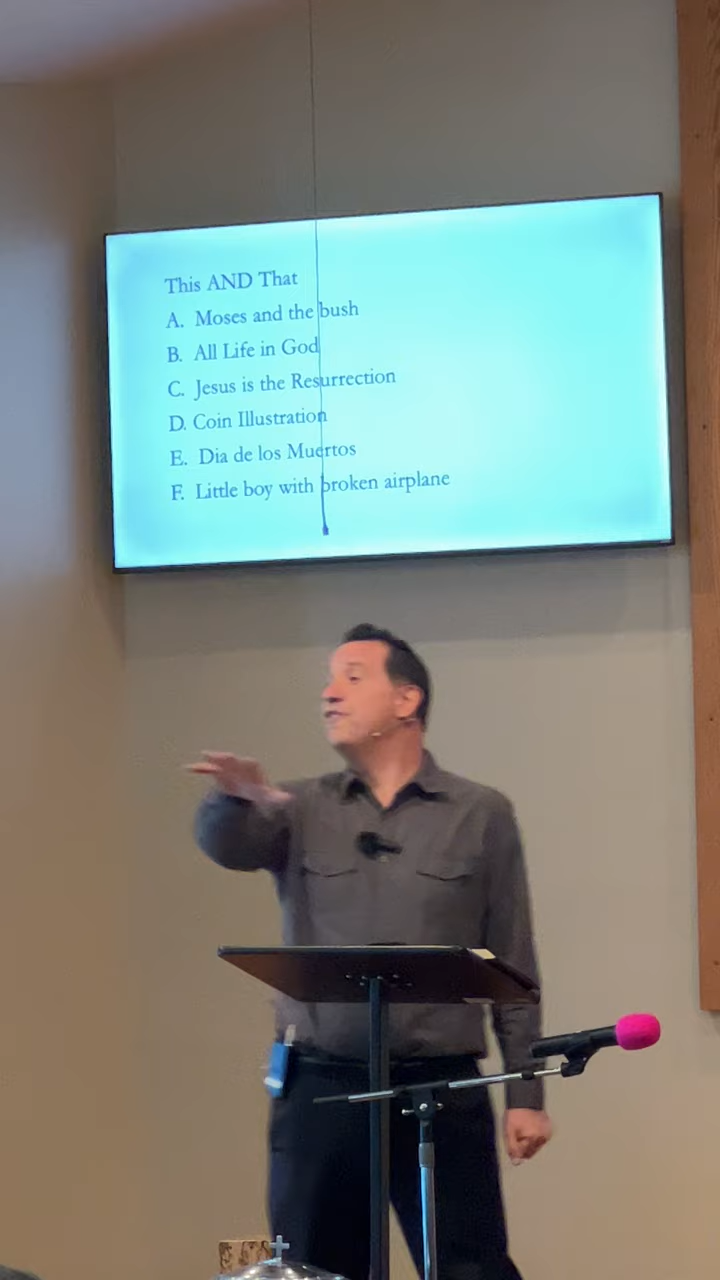 This AND That
A. Moses and the bush
B. All Life in God
C. Jesus is the Resurrection
D. Coin Illustration
E. Dia de los Muertos
F. Little boy with broken airplane